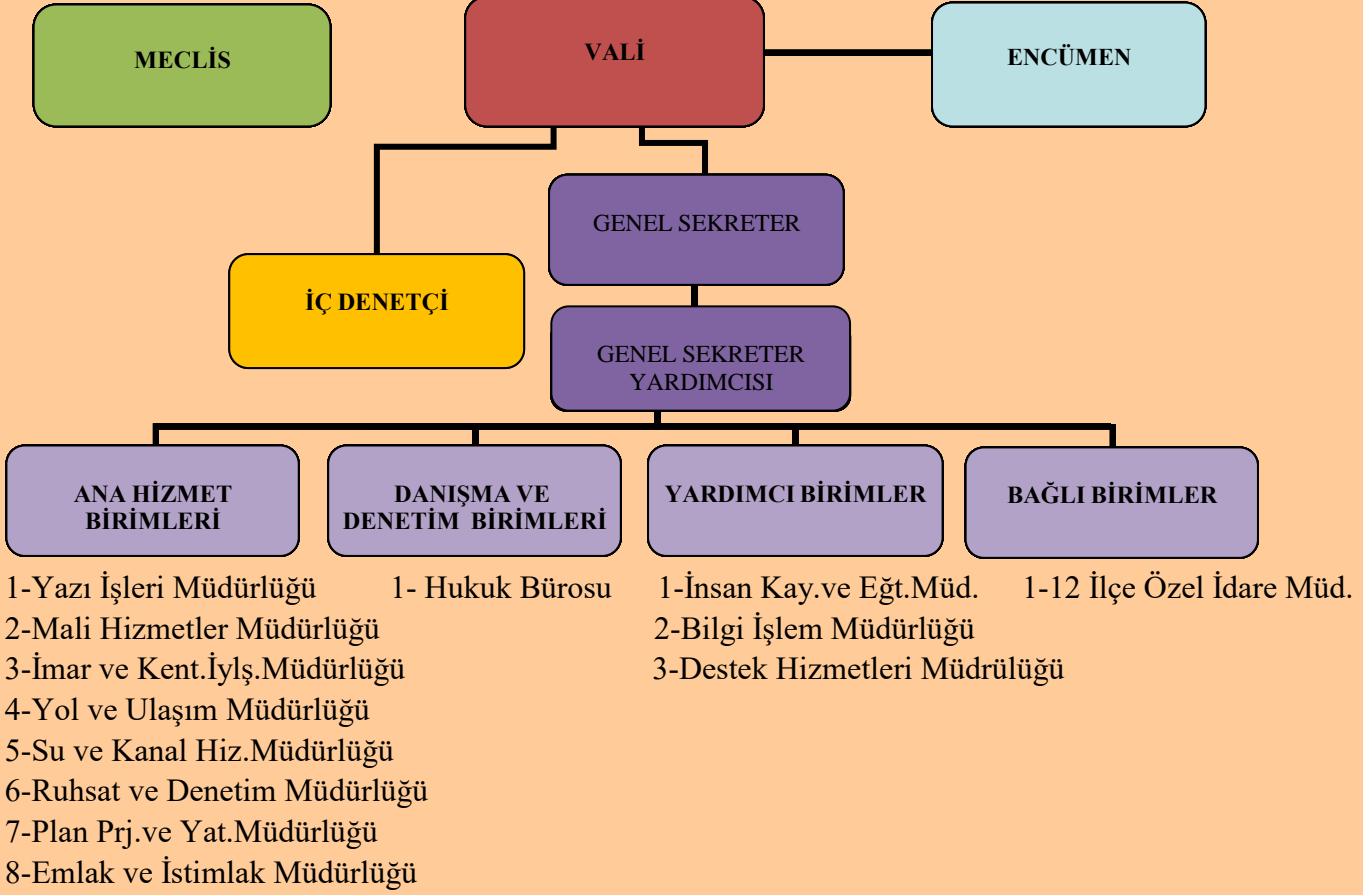 MECLİS
VALİ
ENCÜMEN
GENEL SEKRETER
İÇ DENETÇİ
GENEL SEKRETER
YARDIMCISI
ANA HİZMET
BİRİMLERİ
DANIŞMA VE
DENETİM BİRİMLERİ
YARDIMCI BİRİMLER
BAĞLI BİRİMLER
1-Yazı İşleri Müdürlüğü
1- Hukuk Bürosu
1-İnsan Kay.ve Eğt.Müd.
1-12 İlçe Özel İdare Müd.
2-Mali Hizmetler Müdürlüğü
2-Bilgi İşlem Müdürlüğü
3-İmar ve Kent.İylş.Müdürlüğü
3-Destek Hizmetleri Müdrülüğü
4-Yol ve Ulaşım Müdürlüğü
5-Su ve Kanal Hiz.Müdürlüğü
6-Ruhsat ve Denetim Müdürlüğü
7-Plan Prj.ve Yat.Müdürlüğü
8-Emlak ve İstimlak Müdürlüğü